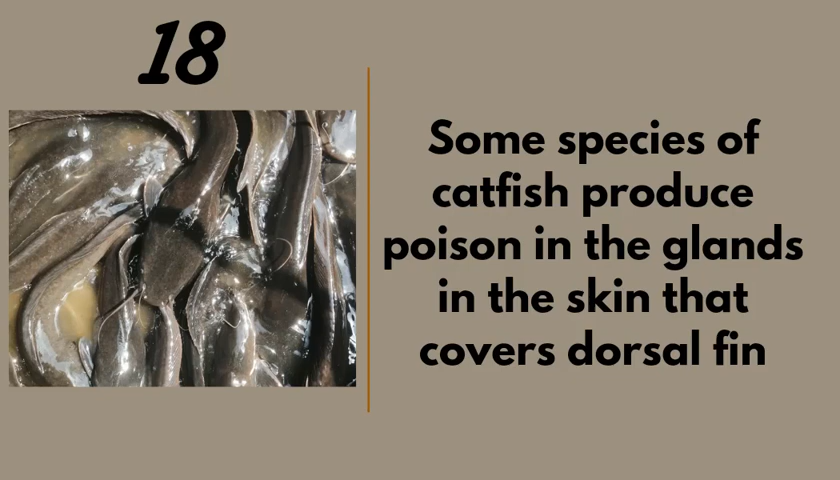 18
Some species of
catfish produce
poison in the glands
in the skin that
covers dorsal fin